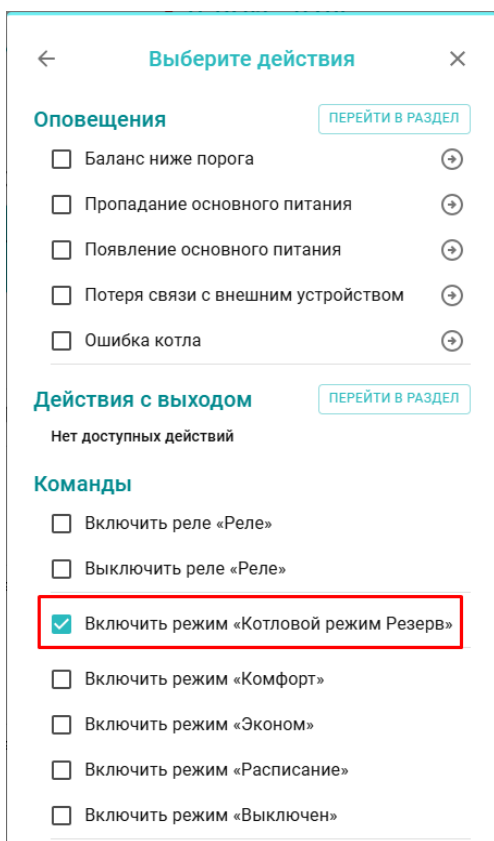 Выберите действия
Оповещения ПЕРЕЙТИ В РАЗДЕЛ
Баланс ниже порога
Пропадание основного питания
Появление основного питания
Потеря связи с внешним устройством
Ошибка котла
Действия с выходом ПЕРЕЙТИ В РАЗДЕЛ
Нет доступных действий
Команды
Включить реле «Реле»
Выключить реле «Реле»
Включить режим «Котловой режим Резерв»
Включить режим «Комфорт»
Включить режим «Эконом»
Включить режим «Расписание»
Включить режим «Выключен»